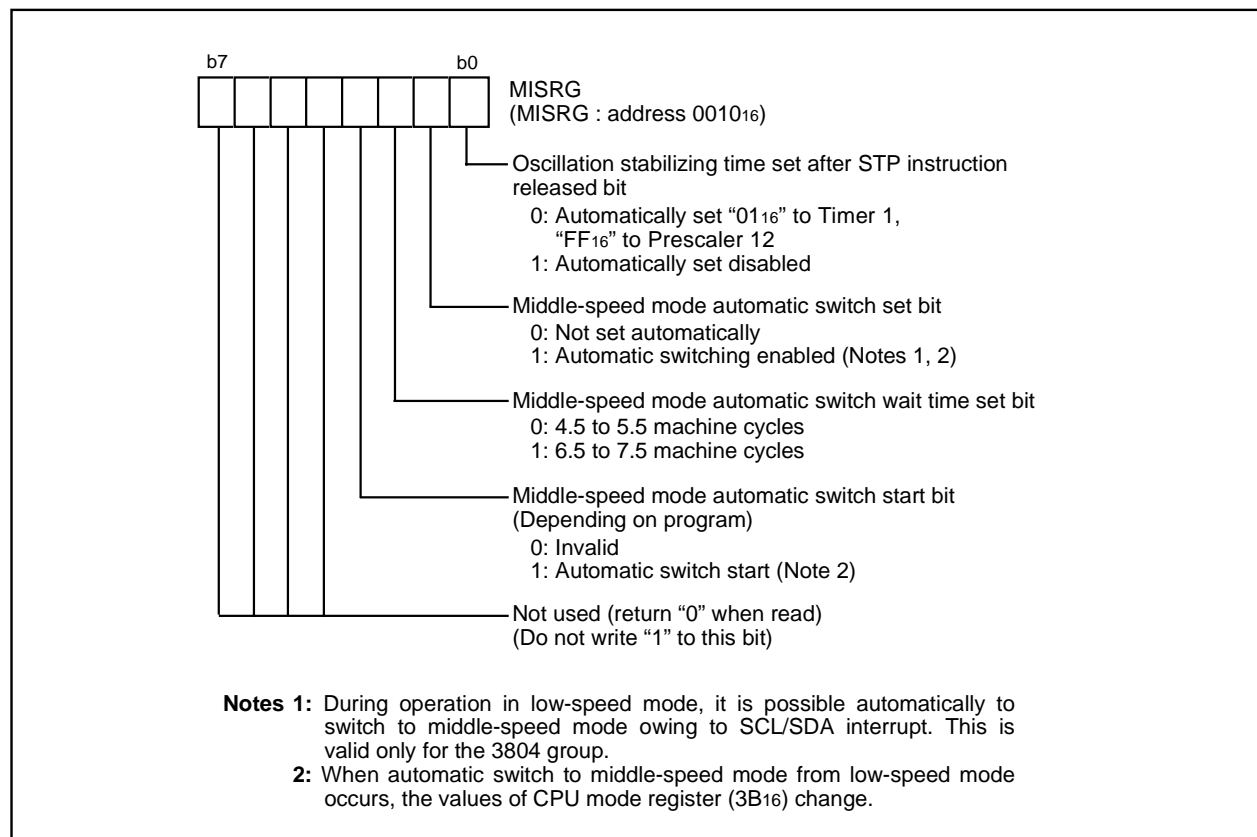 b7 b0
MISRG
(MISRG : address 0010₁₆)
Oscillation stabilizing time set after STP instruction
released bit
0: Automatically set “01₁₆” to Timer 1,
“FF₁₆” to Prescaler 12
1: Automatically set disabled
Middle-speed mode automatic switch set bit
0: Not set automatically
1: Automatic switching enabled (Notes 1, 2)
Middle-speed mode automatic switch wait time set bit
0: 4.5 to 5.5 machine cycles
1: 6.5 to 7.5 machine cycles
Middle-speed mode automatic switch start bit
(Depending on program)
0: Invalid
1: Automatic switch start (Note 2)
Not used (return “0” when read)
(Do not write “1” to this bit)
Notes 1: During operation in low-speed mode, it is possible automatically to
switch to middle-speed mode owing to SCL/SDA interrupt. This is
valid only for the 3804 group.
2: When automatic switch to middle-speed mode from low-speed mode
occurs, the values of CPU mode register (3B₁₆) change.